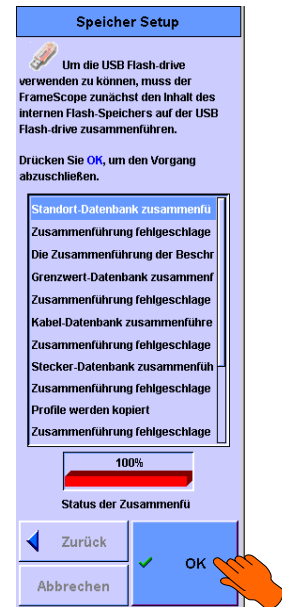 Speicher Setup
Um die USB Flash-drive
verwenden zu können, muss der
FrameScope zunächst den Inhalt des
internen Flash-Speichers auf der USB
Flash-drive zusammenführen.
Drücken Sie OK, um den Vorgang
abzuschließen.
Standort-Datenbank zusammenfü
Zusammenführung fehlgeschlage
Die Zusammenführung der Beschr
Grenzwert-Datenbank zusammenf
Zusammenführung fehlgeschlage
Kabel-Datenbank zusammenführe
Zusammenführung fehlgeschlage
Stecker-Datenbank zusammenfüh
Zusammenführung fehlgeschlage
Profile werden kopiert
Zusammenführung fehlgeschlage
100%
Status der Zusammenfü
Zurück
OK
Abbrechen